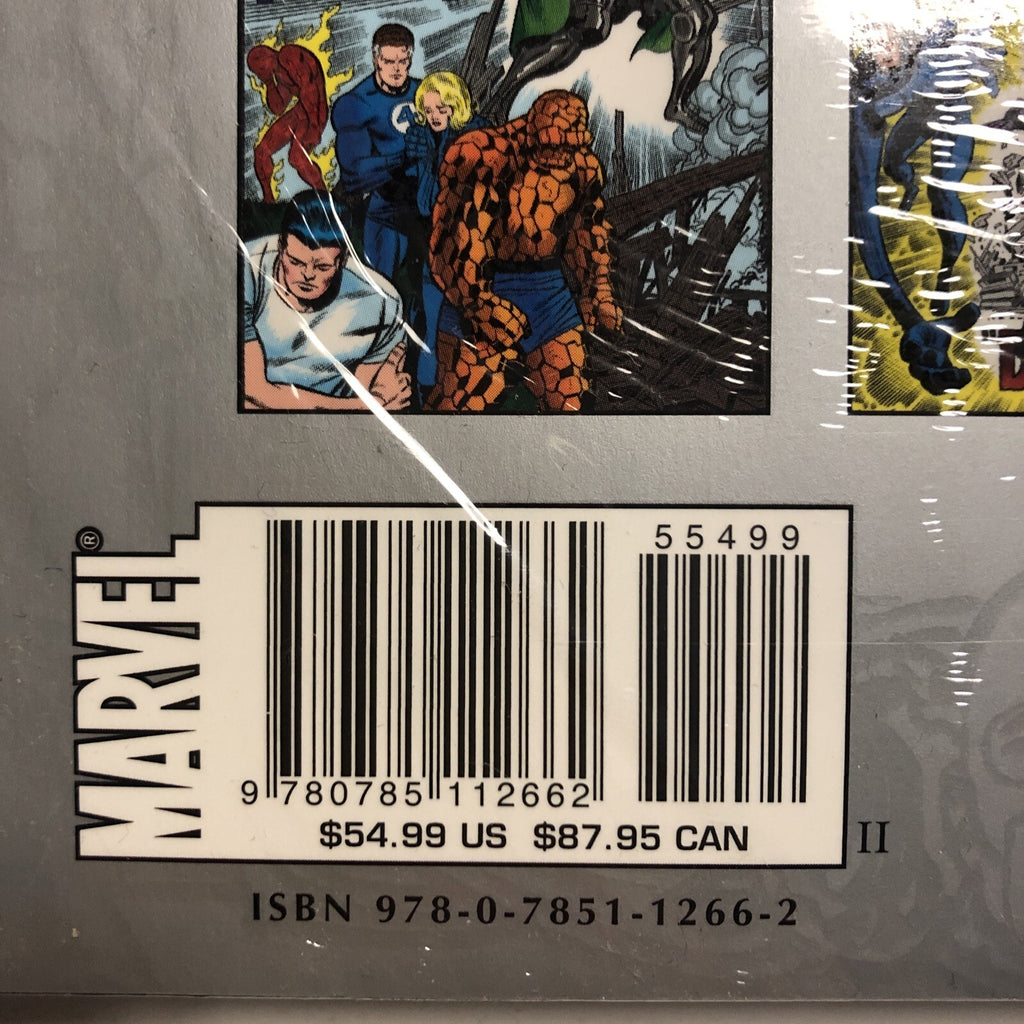 MARVEL®
55499
9 780785 112662
$54.99 US $87.95 CAN
II
ISBN 978-0-7851-1266-2